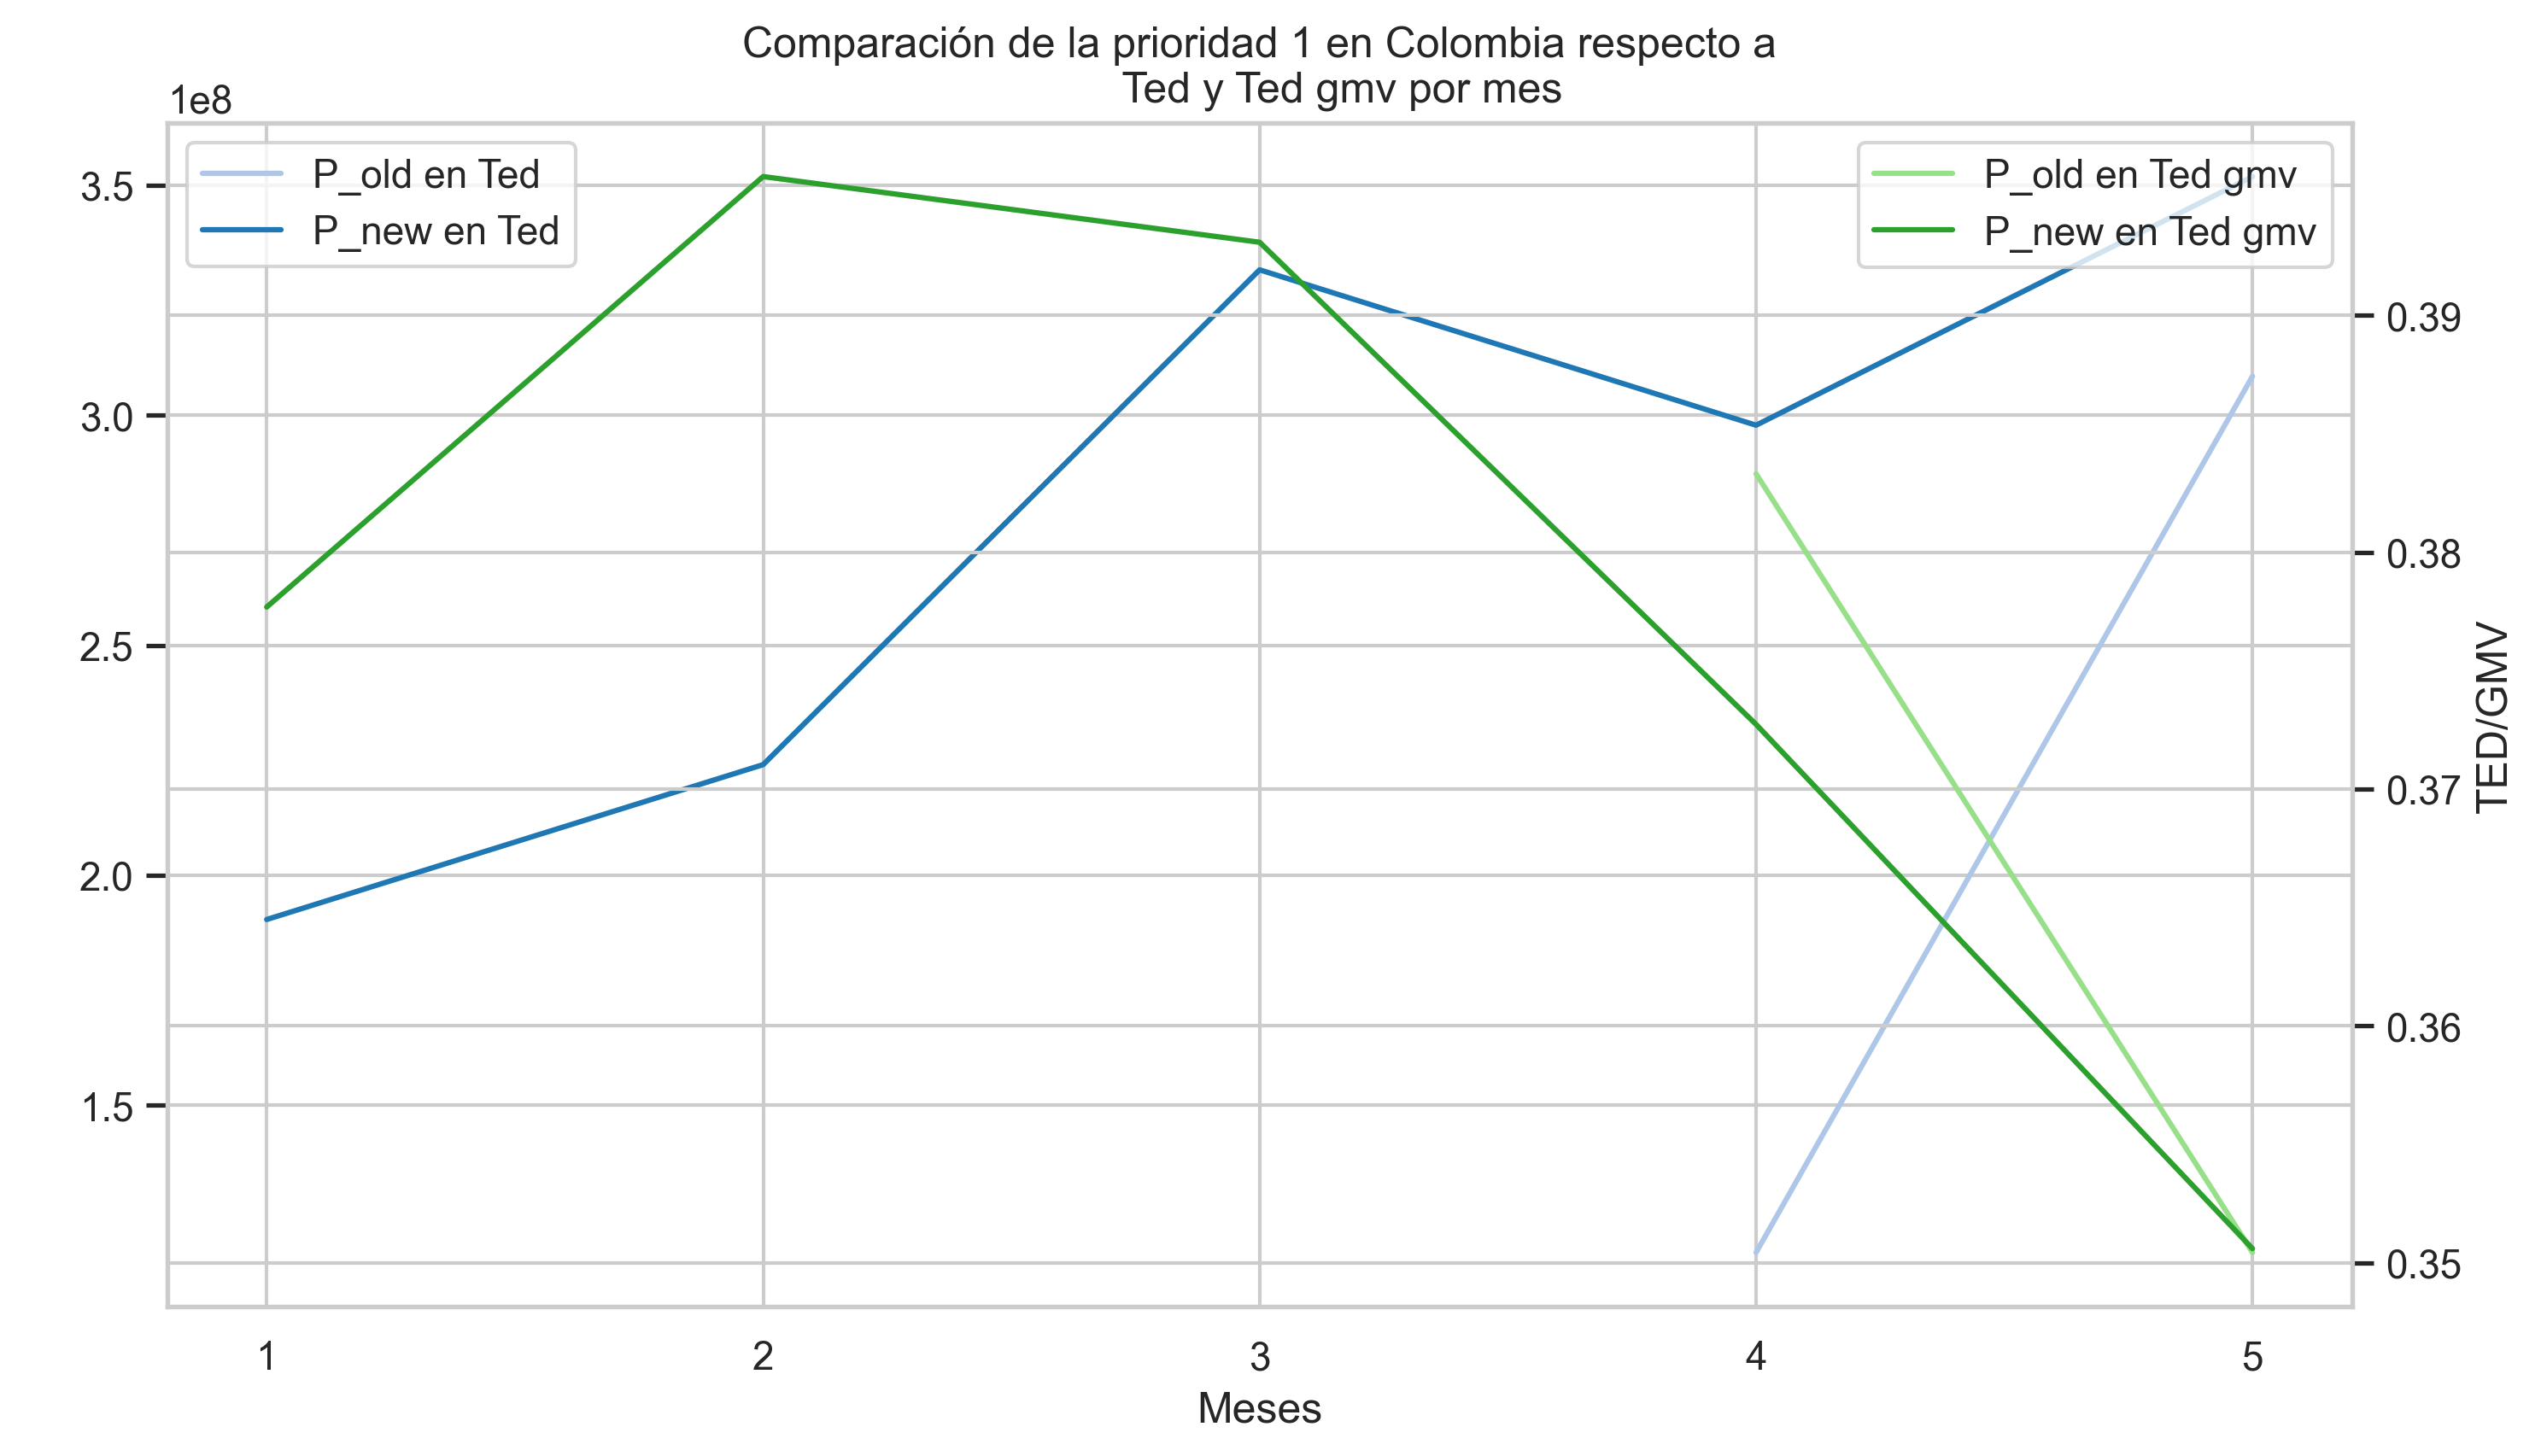 Comparación de la prioridad 1 en Colombia respecto a
Ted y Ted gmv por mes
1e8
P_old en Ted
P_new en Ted
P_old en Ted gmv
P_new en Ted gmv
3.5
3.0
2.5
2.0
1.5
0.39
0.38
0.37
0.36
0.35
TED/GMV
1
2
3
4
5
Meses